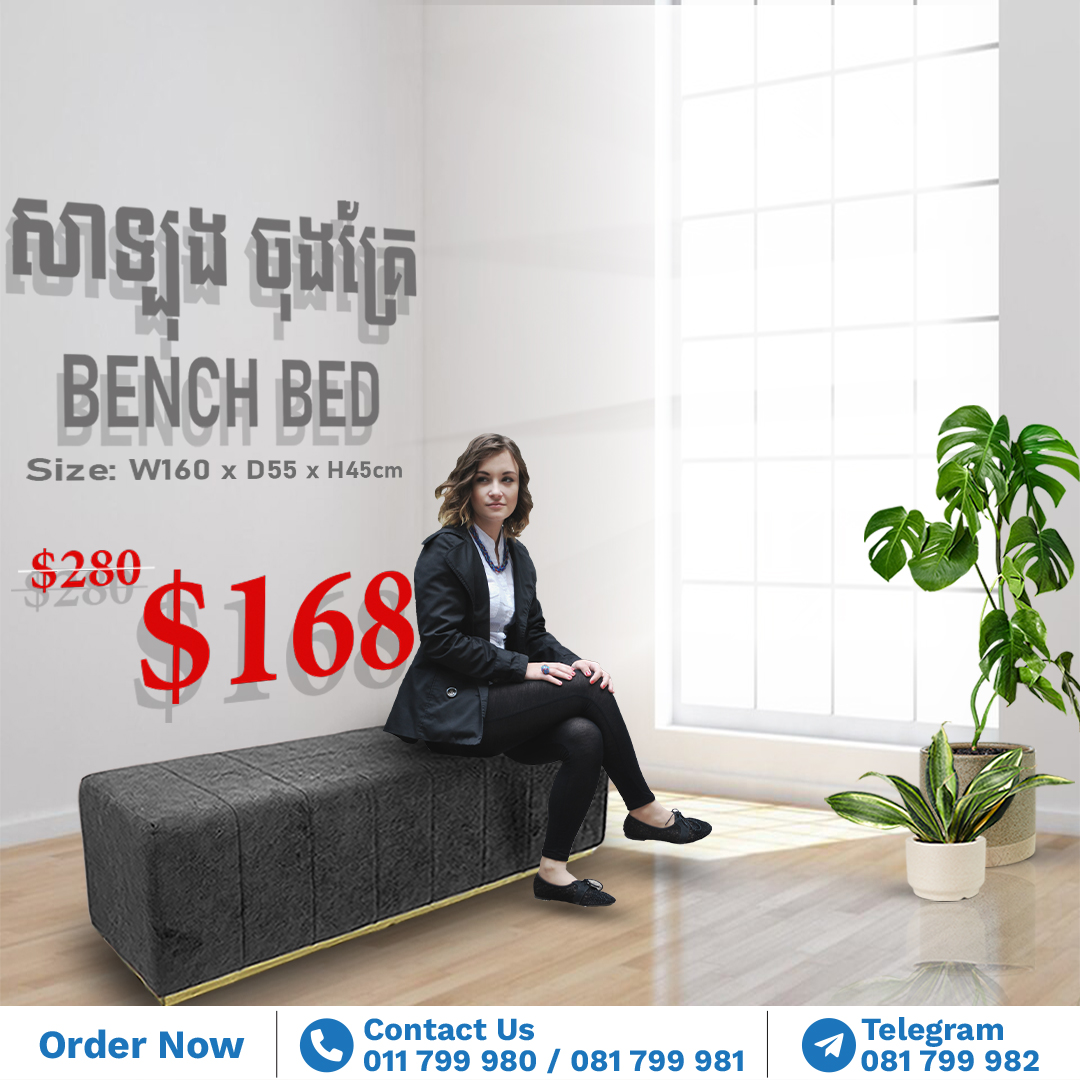 សាឡុង ចុងគ្រែ
BENCH BED
Size: W160 x D55 x H45cm
$280
$168
Order Now
Contact Us
011 799 980 / 081 799 981
Telegram
081 799 982